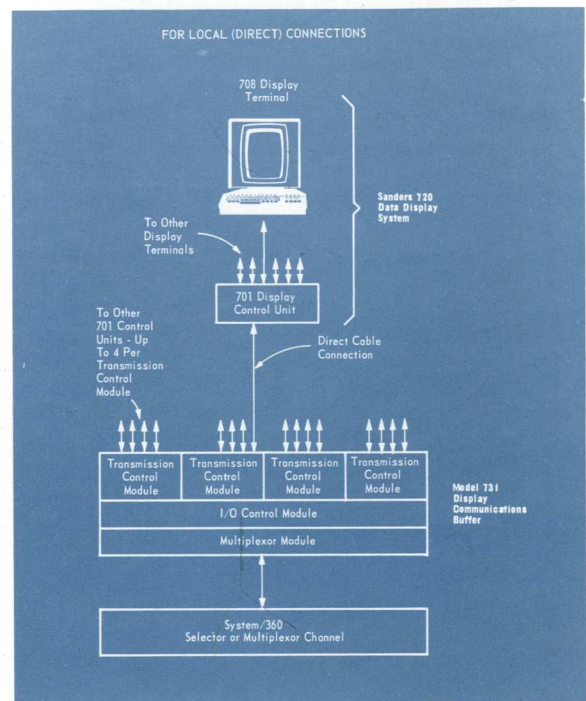 FOR LOCAL (DIRECT) CONNECTIONS
708 Display
Terminal
Sanders 720
Data Display
System
To Other
Display
Terminals
701 Display
Control Unit
To Other
701 Control
Units - Up
To 4 Per
Transmission
Control
Module
Direct Cable
Connection
Transmission
Control
Module
Transmission
Control
Module
Transmission
Control
Module
Transmission
Control
Module
I/O Control Module
Multiplexor Module
Model 731
Display
Communications
Buffer
System/360
Selector or Multiplexor Channel